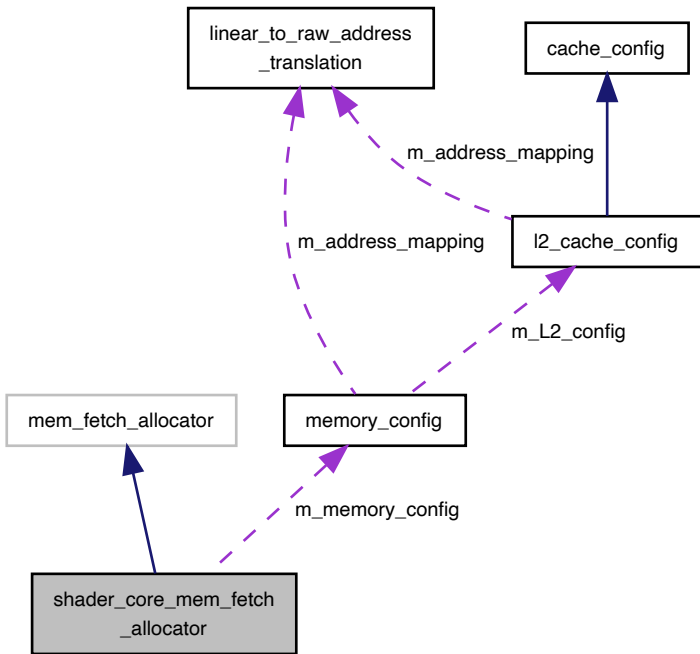 linear_to_raw_address
_translation
cache_config
m_address_mapping
l2_cache_config
m_address_mapping
m_L2_config
mem_fetch_allocator
memory_config
m_memory_config
shader_core_mem_fetch
_allocator